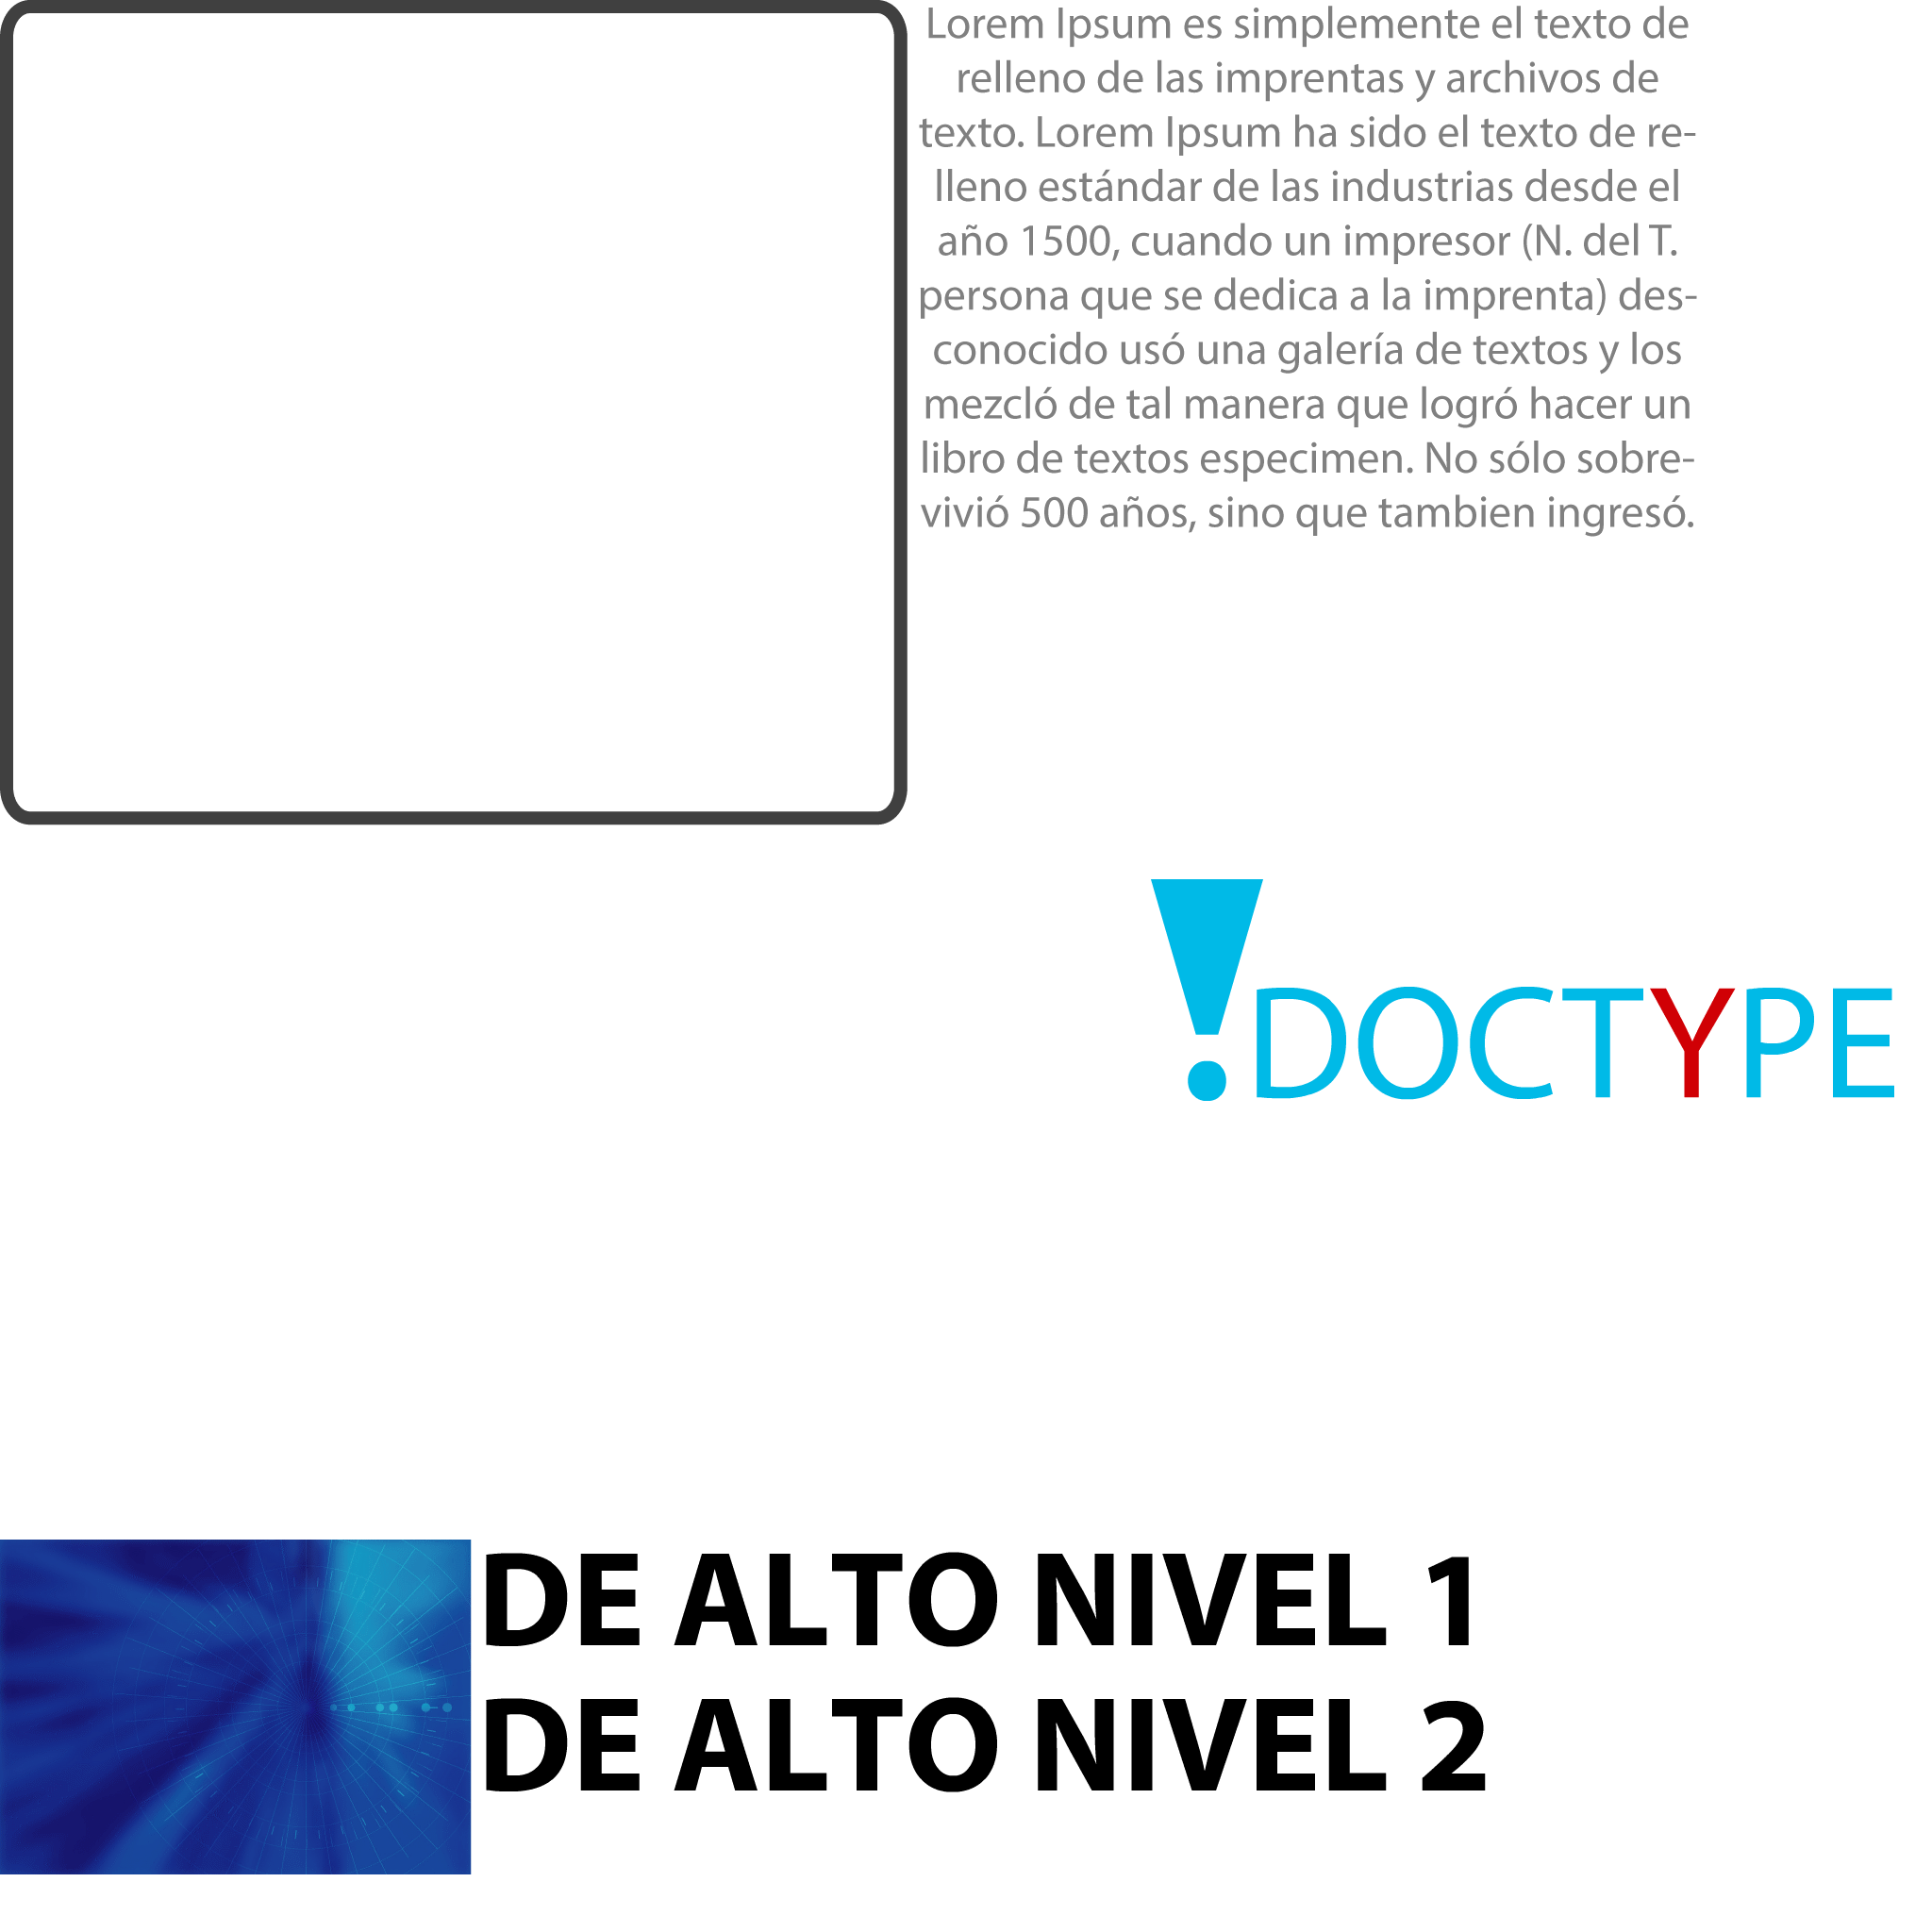 Lorem Ipsum es simplemente el texto de
relleno de las imprentas y archivos de
texto. Lorem Ipsum ha sido el texto de re-
lleno estándar de las industrias desde el
año 1500, cuando un impresor (N. del T.
persona que se dedica a la imprenta) des-
conocido usó una galería de textos y los
mezcló de tal manera que logró hacer un
libro de textos especimen. No sólo sobre-
vivió 500 años, sino que tambien ingresó.
!DOCTYPE
DE ALTO NIVEL 1
DE ALTO NIVEL 2